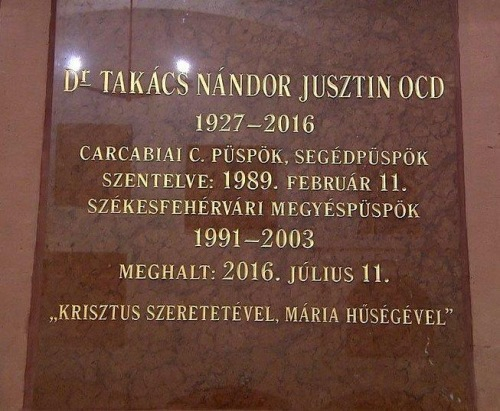 Dr TAKÁCS NÁNDOR JUSZTIN OCD
1927–2016
CARCABIAI C. PÜSPÖK, SEGÉDPÜSPÖK
SZENTELVE: 1989. FEBRUÁR 11.
SZÉKESFEHÉRVÁRI MEGYÉSPÜSPÖK
1991–2003
MEGHALT: 2016. JÚLIUS 11.
„KRISZTUS SZERETETÉVEL, MÁRIA HŰSÉGÉVEL”